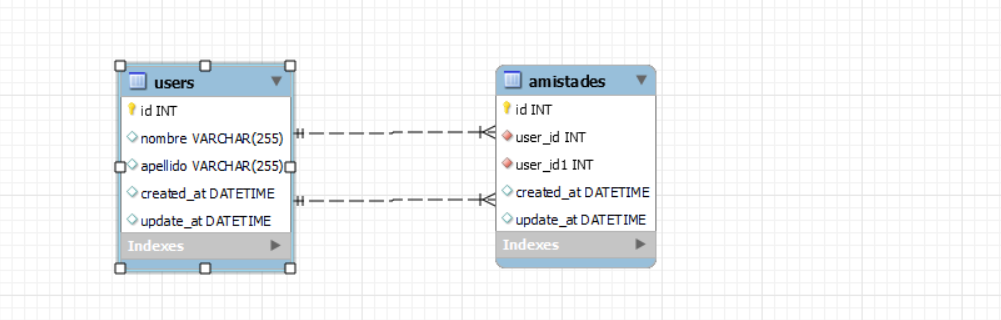 users
id INT
nombre VARCHAR(255)
apellido VARCHAR(255)
created_at DATETIME
update_at DATETIME
Indexes
amistades
id INT
user_id INT
user_id1 INT
created_at DATETIME
update_at DATETIME
Indexes